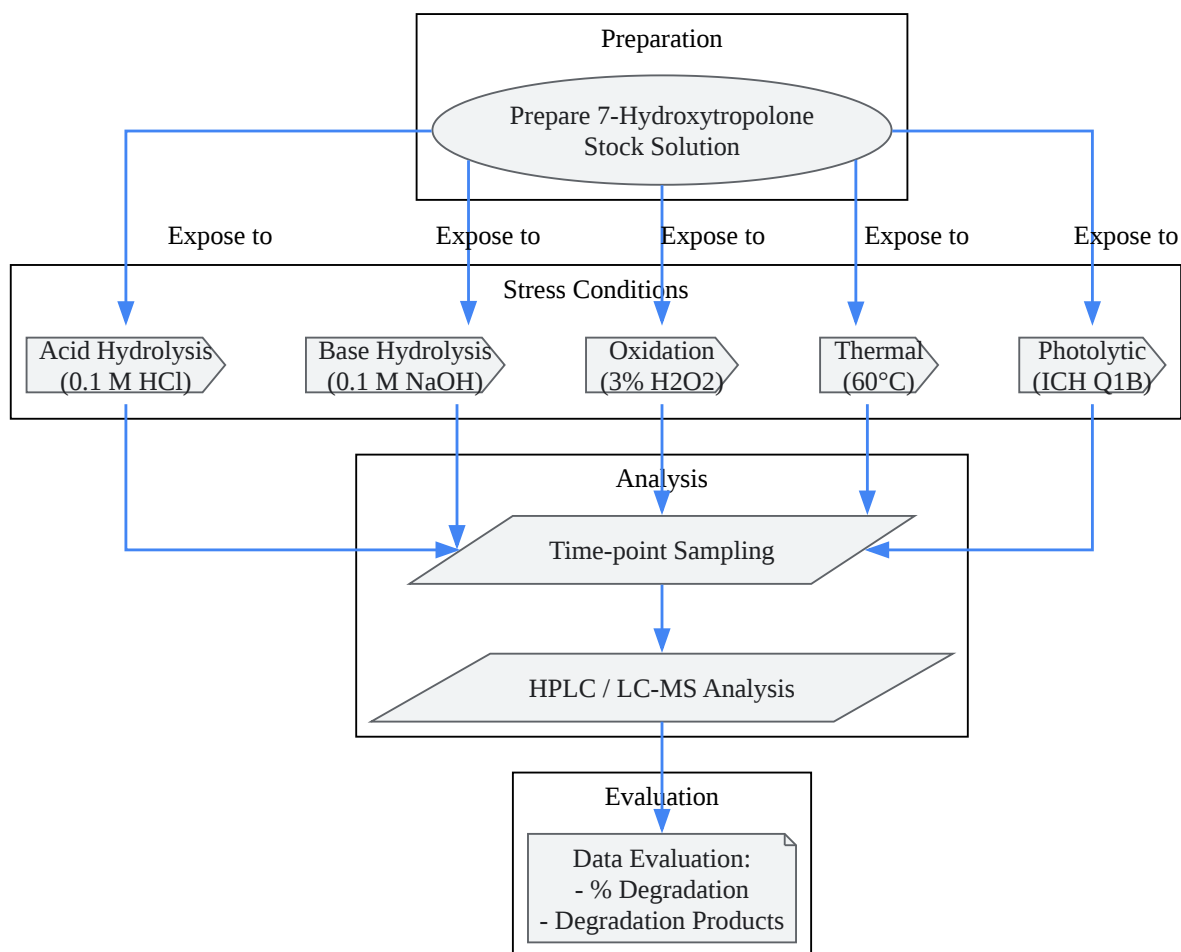 Preparation
Prepare 7-Hydroxytropolone
Stock Solution
Expose to
Expose to
Expose to
Expose to
Expose to
Stress Conditions
Acid Hydrolysis
(0.1 M HCl)
Base Hydrolysis
(0.1 M NaOH)
Oxidation
(3% H2O2)
Thermal
(60°C)
Photolytic
(ICH Q1B)
Analysis
Time-point Sampling
HPLC / LC-MS Analysis
Evaluation
Data Evaluation:
- % Degradation
- Degradation Products